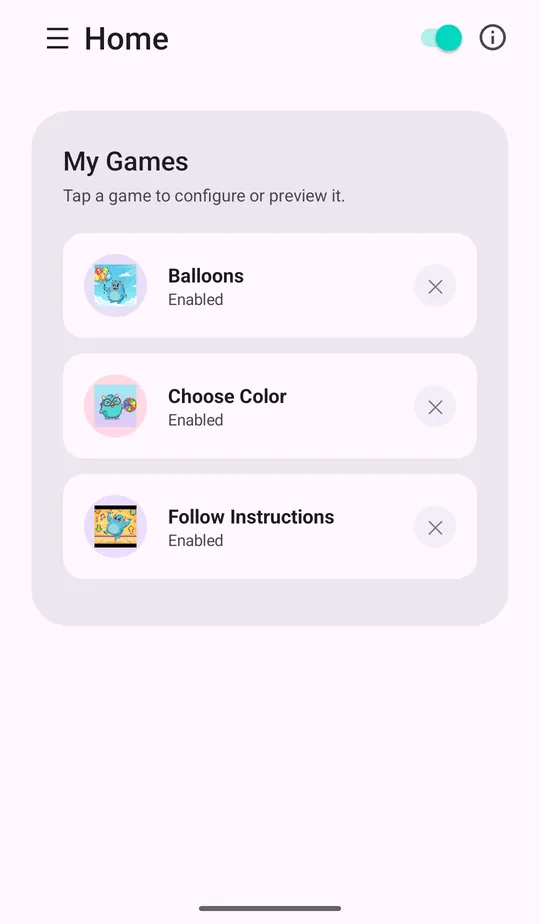 Home
My Games
Tap a game to configure or preview it.
Balloons
Enabled
Choose Color
Enabled
Follow Instructions
Enabled